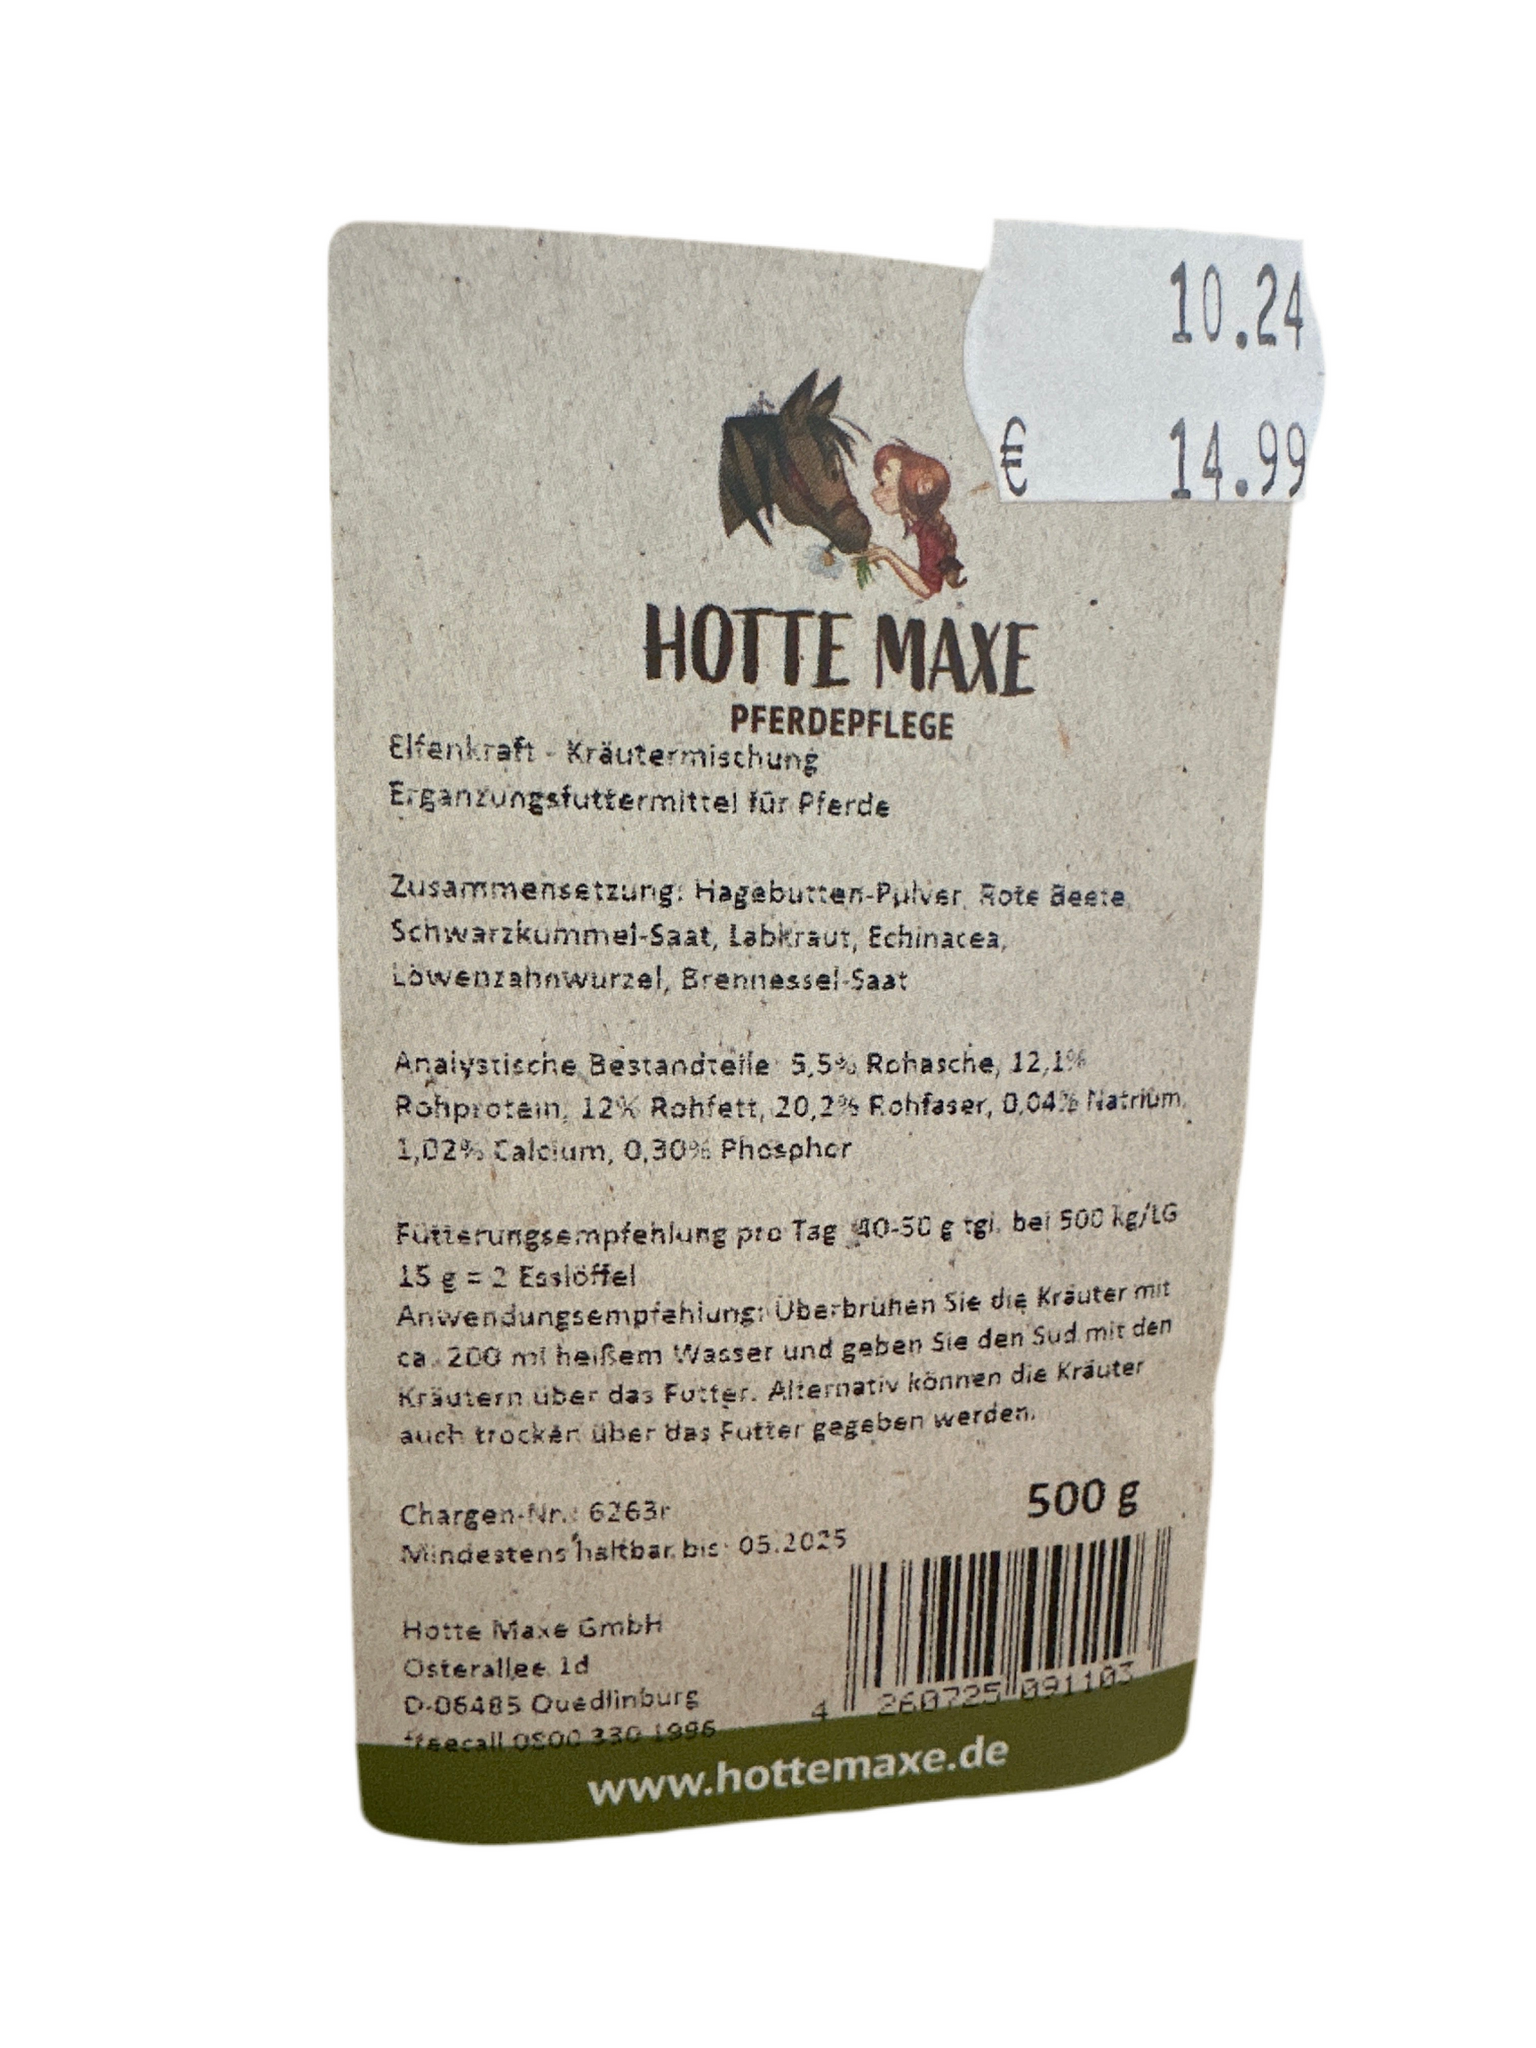 10.24
€ 14.99
HOTTE MAXE
PFERDEPFLEGE
Elfenkraft - Kräutermischung
Ergänzungsfuttermittel für Pferde
Zusammensetzung: Hagebutten-Pulver, Rote Beete,
Schwarzkümmel-Saat, Labkraut, Echinacea,
Löwenzahnwurzel, Brennessel-Saat
Analystische Bestandteile: 5,5% Rohasche, 12,1%
Rohprotein, 12% Rohfett, 20,2% Rohfaser, 0,04% Natrium,
1,02% Calcium, 0,30% Phosphor
Fütterungsempfehlung pro Tag: 40-50 g tgl. bei 500 kg/LG
15 g = 2 Esslöffel
Anwendungsempfehlung: Überbrühen Sie die Kräuter mit
ca. 200 ml heißem Wasser und geben Sie den Sud mit den
Kräutern über das Futter. Alternativ können die Kräuter
auch trocken über das Futter gegeben werden.
500 g
Chargen-Nr.: 6263r
Mindestens haltbar bis: 05.2025
Hotte Maxe GmbH
Osterallee 1d
D-06485 Quedlinburg
freecall 0800 330 1996
4 260725 091103
www.hottemaxe.de